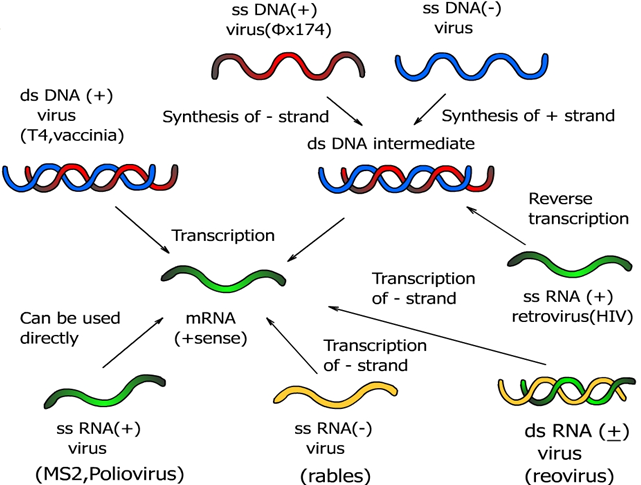 ss DNA(+)
virus(Φx174)
ss DNA(-)
virus
ds DNA (+)
virus
(T4,vaccinia)
Synthesis of - strand
Synthesis of + strand
ds DNA intermediate
Reverse
transcription
Transcription
ss RNA (+)
retrovirus(HIV)
Transcription
of - strand
Can be used
directly
mRNA
(+sense)
Transcription
of - strand
ss RNA(+)
virus
(MS2,Poliovirus)
ss RNA(-)
virus
(rables)
ds RNA (±)
virus
(reovirus)